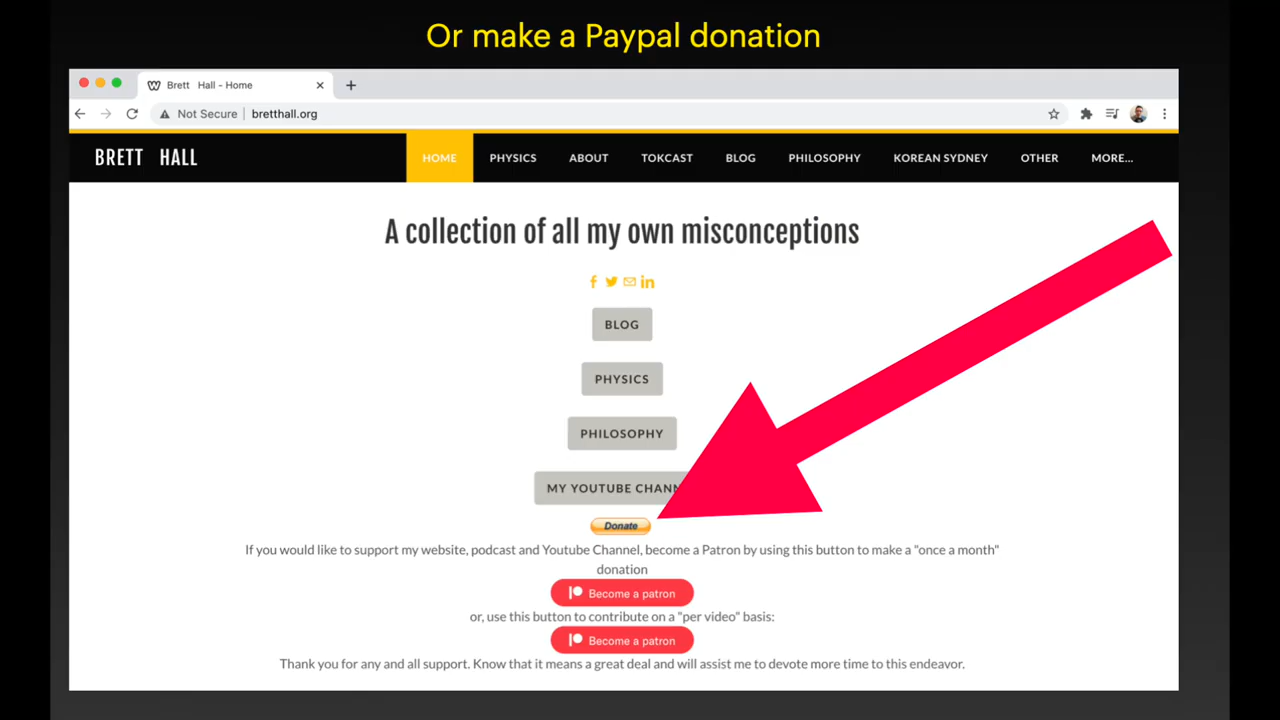 Or make a Paypal donation
Brett Hall - Home
Not Secure
bretthall.org
BRETT HALL
HOME
PHYSICS
ABOUT
TOKCAST
BLOG
PHILOSOPHY
KOREAN SYDNEY
OTHER
MORE...
A collection of all my own misconceptions
BLOG
PHYSICS
PHILOSOPHY
MY YOUTUBE CHANN
Donate
If you would like to support my website, podcast and Youtube Channel, become a Patron by using this button to make a "once a month"
donation
Become a patron
or, use this button to contribute on a "per video" basis:
Become a patron
Thank you for any and all support. Know that it means a great deal and will assist me to devote more time to this endeavor.